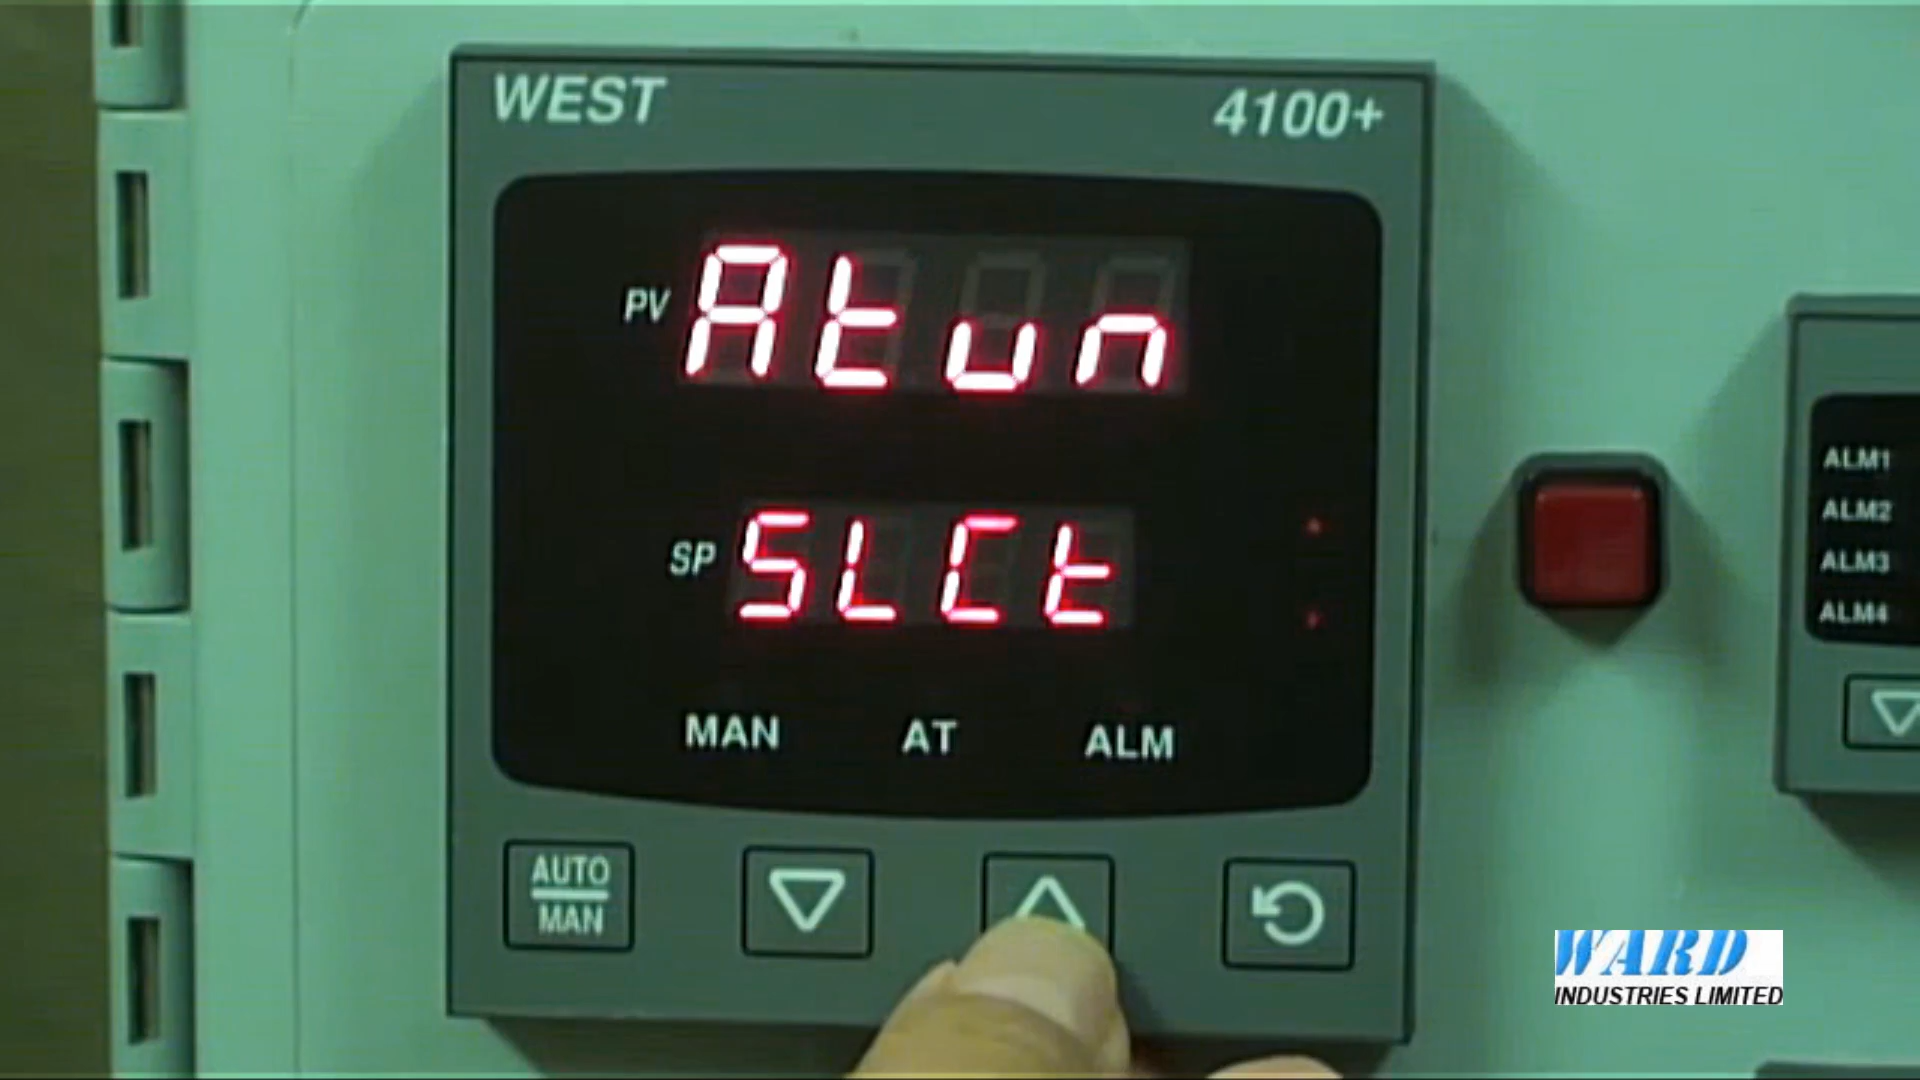 WEST 4100+
PV Atun
SP SLCt
MAN AT ALM
AUTO
MAN
ALM1
ALM2
ALM3
ALM4
WARD
INDUSTRIES LIMITED